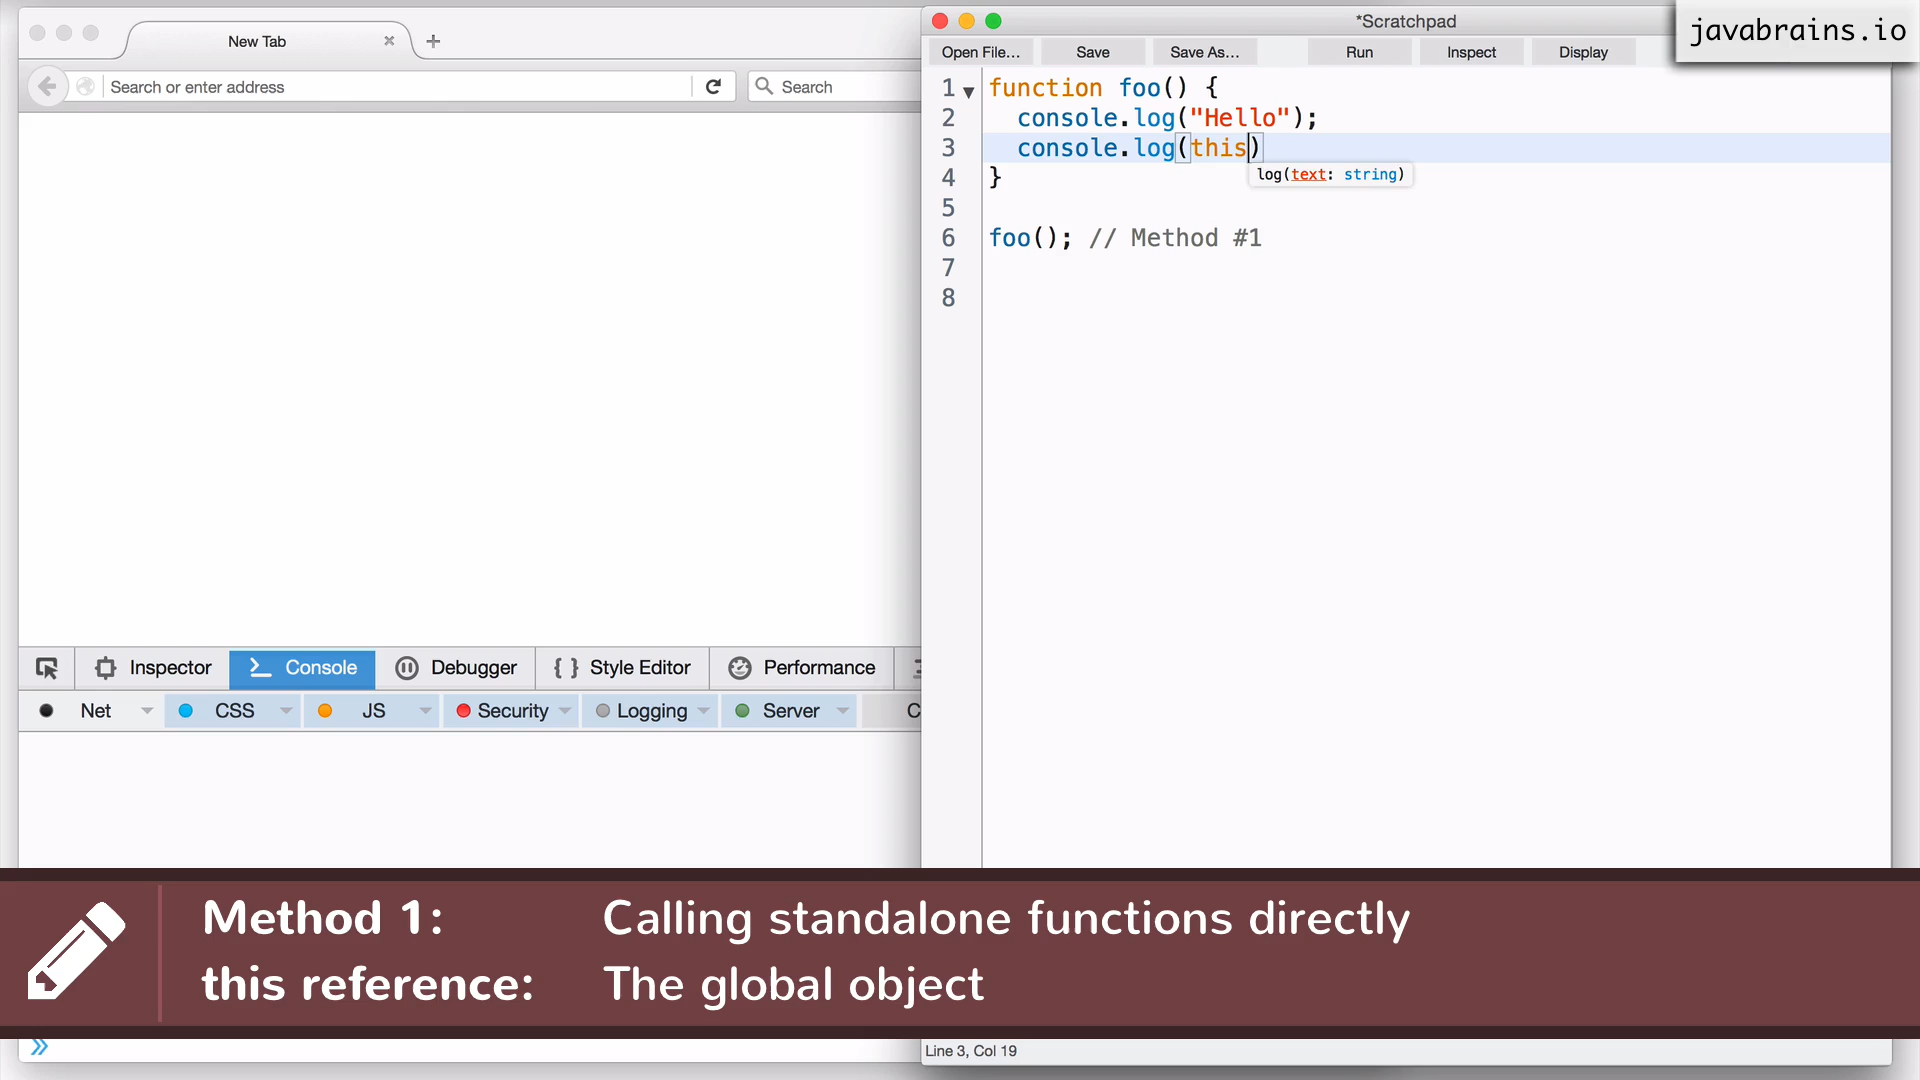 New Tab
Search or enter address
Search
*Scratchpad
javabrains.io
Open File...
Save
Save As...
Run
Inspect
Display
1 function foo() {
2 console.log("Hello");
3 console.log(this)
log(text: string)
4 }
5
6 foo(); // Method #1
7
8
Inspector
Console
Debugger
{ } Style Editor
Performance
Net
CSS
JS
Security
Logging
Server
C
Method 1: Calling standalone functions directly
this reference: The global object
Line 3, Col 19